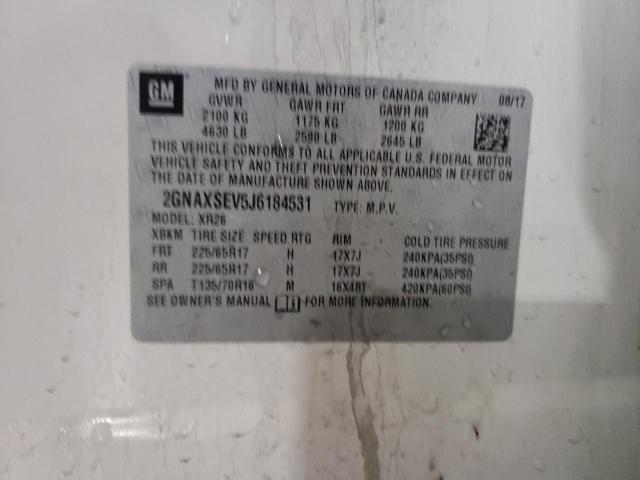 GM
MFD BY GENERAL MOTORS OF CANADA COMPANY 08/17
GVWR GAWR FRT GAWR RR
2100 KG 1175 KG 1200 KG
4630 LB 2590 LB 2645 LB
THIS VEHICLE CONFORMS TO ALL APPLICABLE U.S. FEDERAL MOTOR
VEHICLE SAFETY AND THEFT PREVENTION STANDARDS IN EFFECT ON
THE DATE OF MANUFACTURE SHOWN ABOVE.
2GNAXSEV5J6184531 TYPE: M.P.V.
MODEL: XR26
XBKM TIRE SIZE SPEED RTG RIM COLD TIRE PRESSURE
FRT 225/65R17 H 17X7J 240KPA(35PSI)
RR 225/65R17 H 17X7J 240KPA(35PSI)
SPA T135/70R16 M 16X4BT 420KPA(60PSI)
SEE OWNER'S MANUAL FOR MORE INFORMATION.